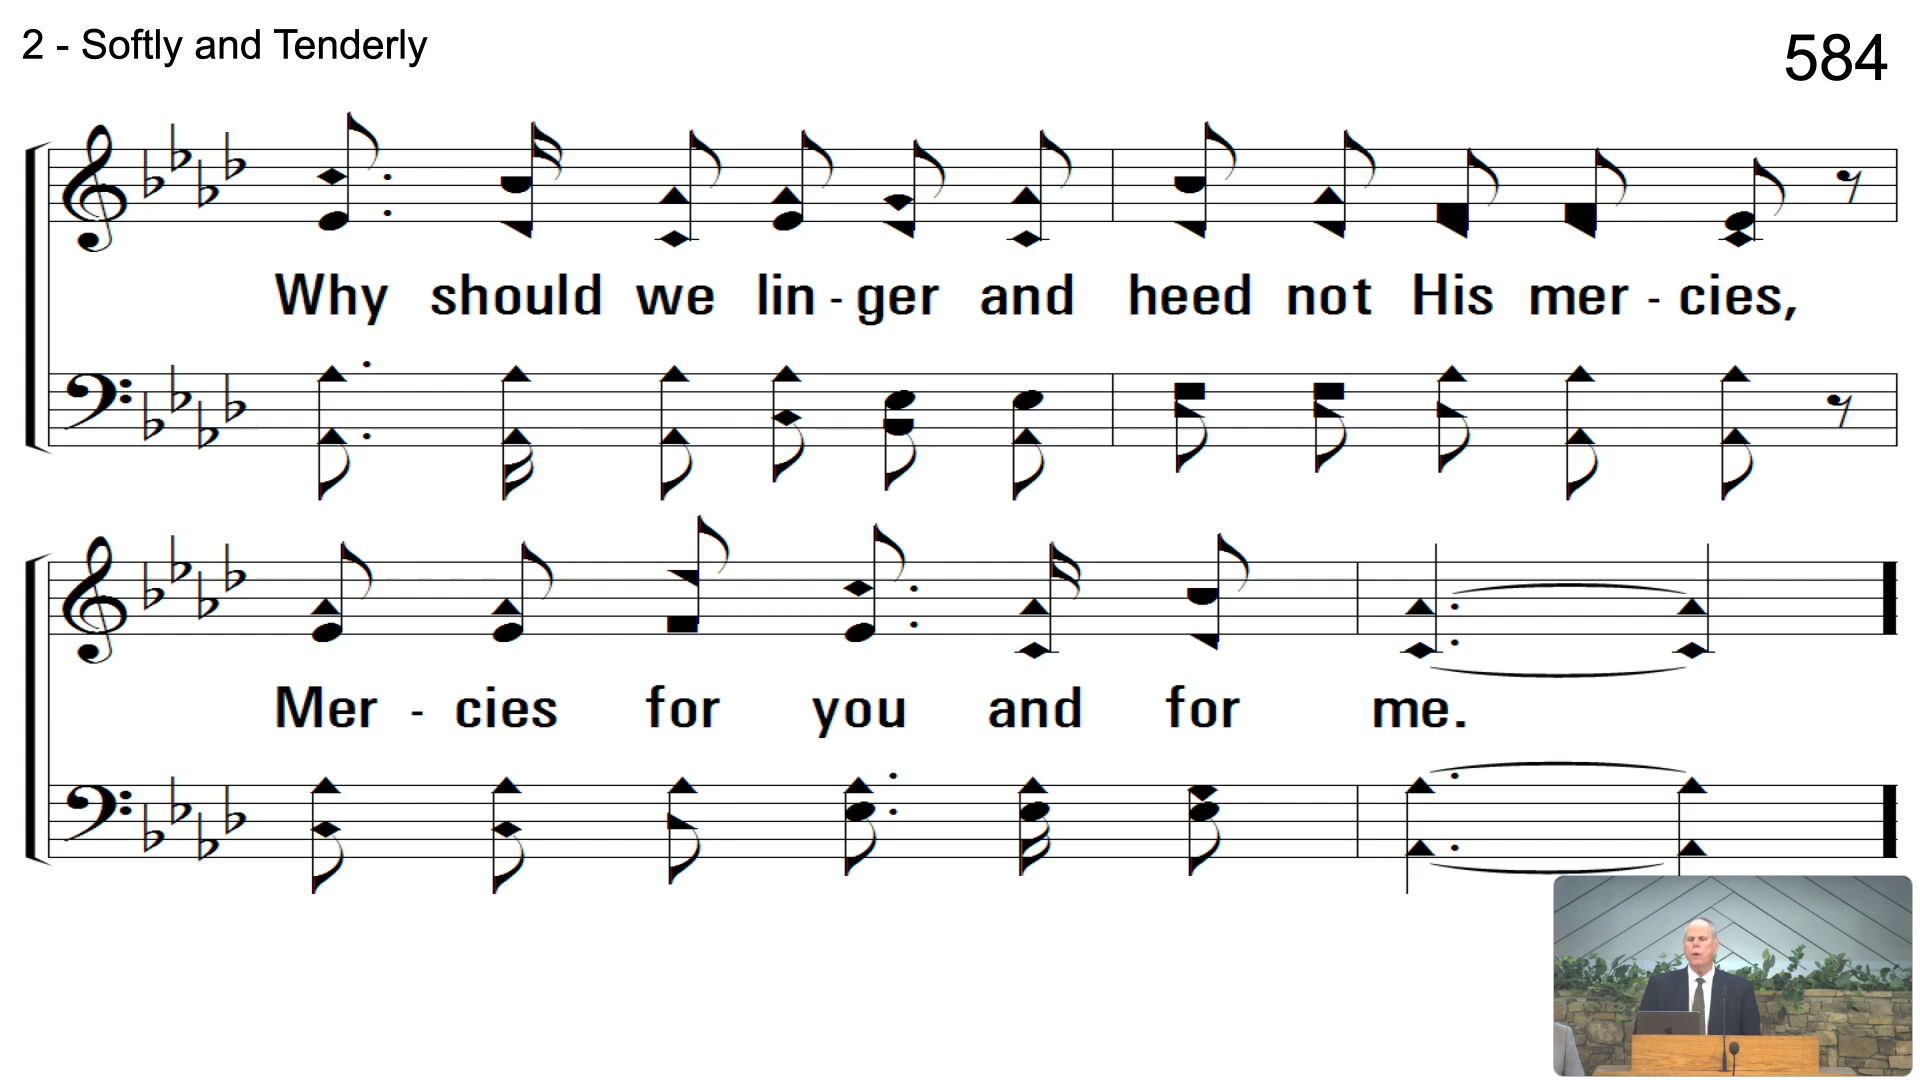 2 - Softly and Tenderly
584
Why should we lin - ger and heed not His mer - cies,
Mer - cies for you and for me.